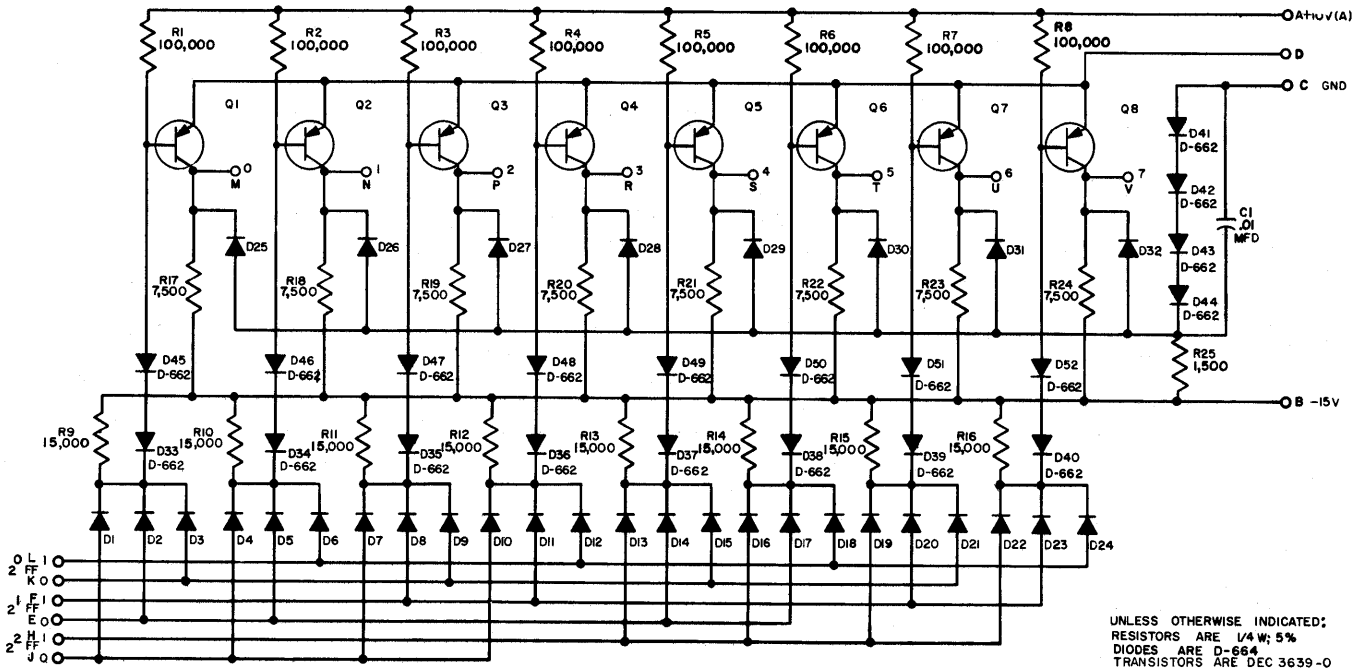 R1 100,000
R2 100,000
R3 100,000
R4 100,000
R5 100,000
R6 100,000
R7 100,000
R8 100,000
A+10V(A)
D
C GND
Q1
Q2
Q3
Q4
Q5
Q6
Q7
Q8
0 M
1 N
2 P
3 R
4 S
5 T
6 U
7 V
D41 D-662
D42 D-662
D43 D-662
D44 D-662
C1 .01 MFD
D25
D26
D27
D28
D29
D30
D31
D32
R17 7,500
R18 7,500
R19 7,500
R20 7,500
R21 7,500
R22 7,500
R23 7,500
R24 7,500
R25 1,500
D45 D-662
D46 D-662
D47 D-662
D48 D-662
D49 D-662
D50 D-662
D51 D-662
D52 D-662
B -15V
R9 15,000
R10 15,000
R11 15,000
R12 15,000
R13 15,000
R14 15,000
R15 15,000
R16 15,000
D33 D-662
D34 D-662
D35 D-662
D36 D-662
D37 D-662
D38 D-662
D39 D-662
D40 D-662
D1
D2
D3
D4
D5
D6
D7
D8
D9
D10
D11
D12
D13
D14
D15
D16
D17
D18
D19
D20
D21
D22
D23
D24
2 0 FF L 1
K 0
2 1 FF F 1
E 0
2 2 FF H 1
J 0
UNLESS OTHERWISE INDICATED;
RESISTORS ARE 1/4 W; 5%
DIODES ARE D-664
TRANSISTORS ARE DEC 3639-0